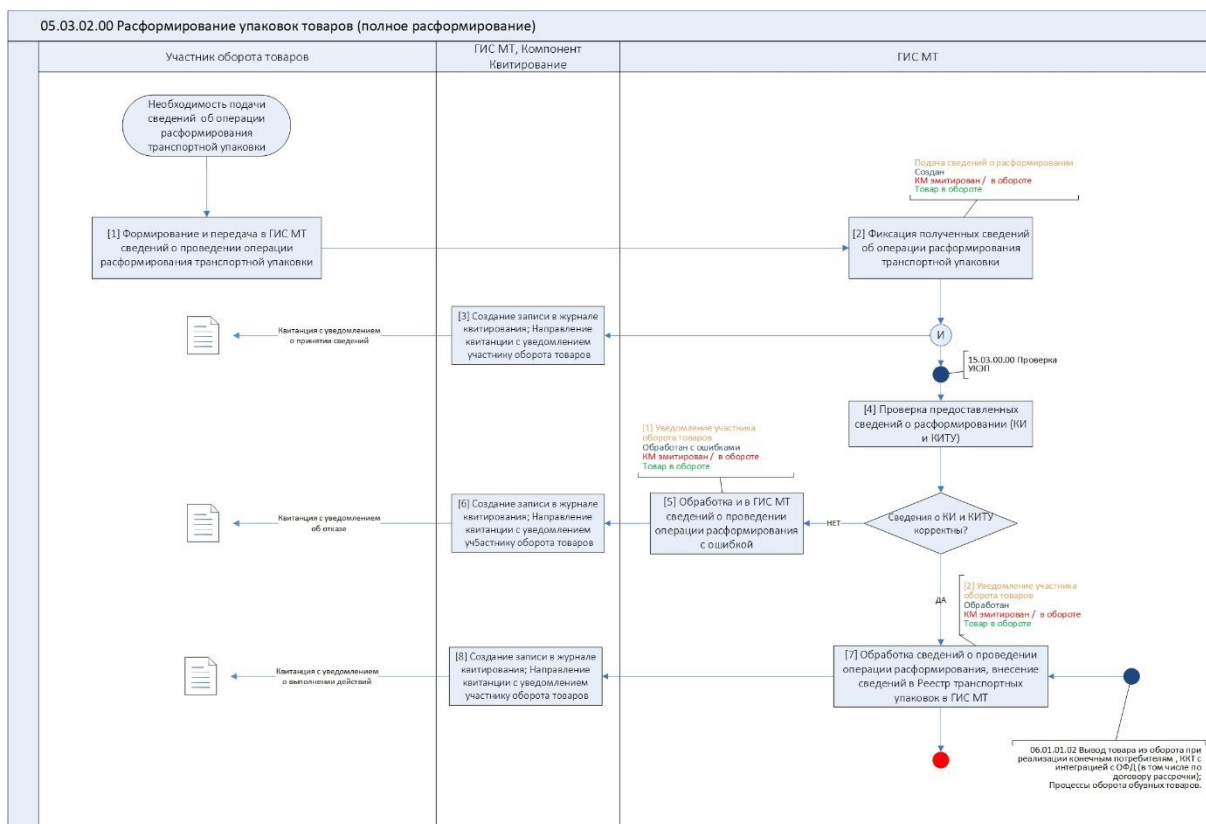 05.03.02.00 Расформирование упаковок товаров (полное расформирование)
Участник оборота товаров
ГИС МТ, Компонент
Квитирование
ГИС МТ
Необходимость подачи
сведений об операции
расформирования
транспортной упаковки
Подача сведений о расформировании
Создан
КМ эмитирован / в обороте
Товар в обороте
[1] Формирование и передача в ГИС МТ
сведений о проведении операции
расформирования транспортной упаковки
[2] Фиксация полученных сведений
об операции расформирования
транспортной упаковки
Квитанция с уведомлением
о принятии сведений
[3] Создание записи в журнале
квитирования; Направление
квитанции с уведомлением
участнику оборота товаров
И
15.03.00.00 Проверка
УКЭП
[4] Проверка предоставленных
сведений о расформировании (КИ
и КИТУ)
[1] Уведомление участника
оборота товаров
Обработан с ошибками
КМ эмитирован / в обороте
Товар в обороте
Квитанция с уведомлением
об отказе
[6] Создание записи в журнале
квитирования; Направление
квитанции с уведомлением
учбастнику оборота товаров
[5] Обработка и в ГИС МТ
сведений о проведении
операции расформирования
с ошибкой
НЕТ
Сведения о КИ и КИТУ
корректны?
ДА
[2] Уведомление участника
оборота товаров
Обработан
КМ эмитирован / в обороте
Товар в обороте
Квитанция с уведомлением
о выполнении действий
[8] Создание записи в журнале
квитирования; Направление
квитанции с уведомлением
участнику оборота товаров
[7] Обработка сведений о проведении
операции расформирования, внесение
сведений в Реестр транспортных
упаковок в ГИС МТ
06.01.01.02 Вывод товара из оборота при
реализации конечным потребителям , ККТ с
интеграцией с ОФД (в том числе по
договору рассрочки);
Процессы оборота обувных товаров.